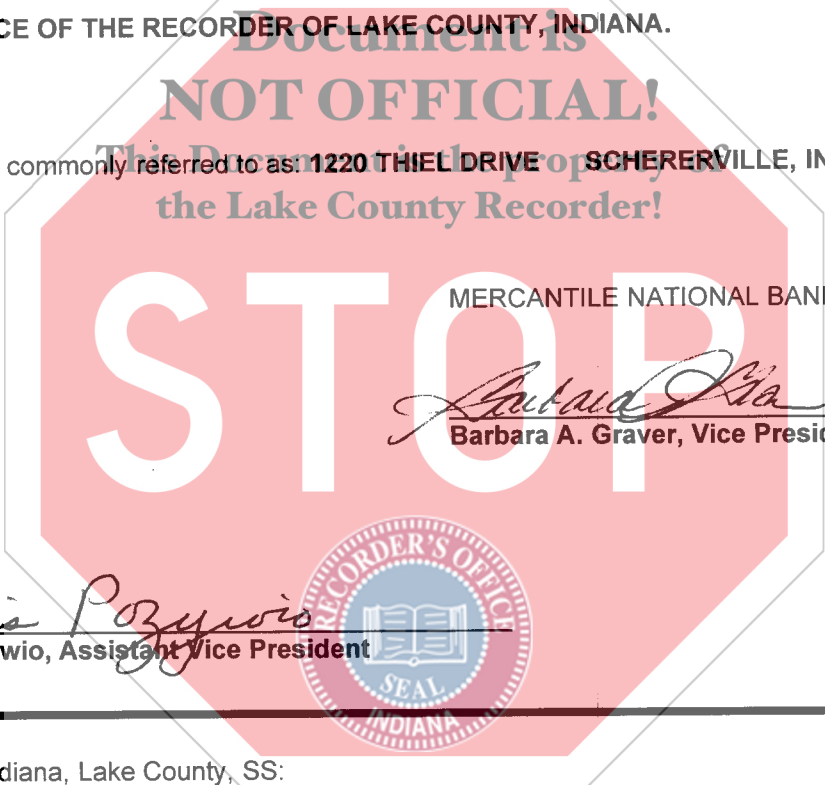 CE OF THE RECORDER OF LAKE COUNTY, INDIANA.
Document is
NOT OFFICIAL!
commonly referred to as: 1220 THIEL DRIVE SCHERERVILLE, IN
This Document is the property of
the Lake County Recorder!
STOP
MERCANTILE NATIONAL BAN
Barbara A. Graver, Vice Presid
Pozywio
wio, Assistant Vice President
RECORDER'S OFFICE
SEAL
INDIANA
diana, Lake County, SS: